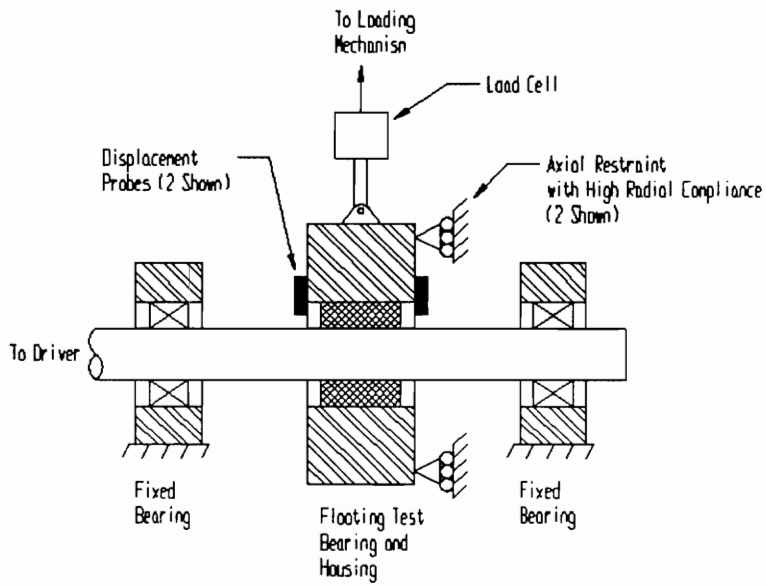 To Loading
Mechanism
Load Cell
Displacement
Probes (2 Shown)
Axial Restraint
with High Radial Compliance
(2 Shown)
To Driver
Fixed
Bearing
Floating Test
Bearing and
Housing
Fixed
Bearing